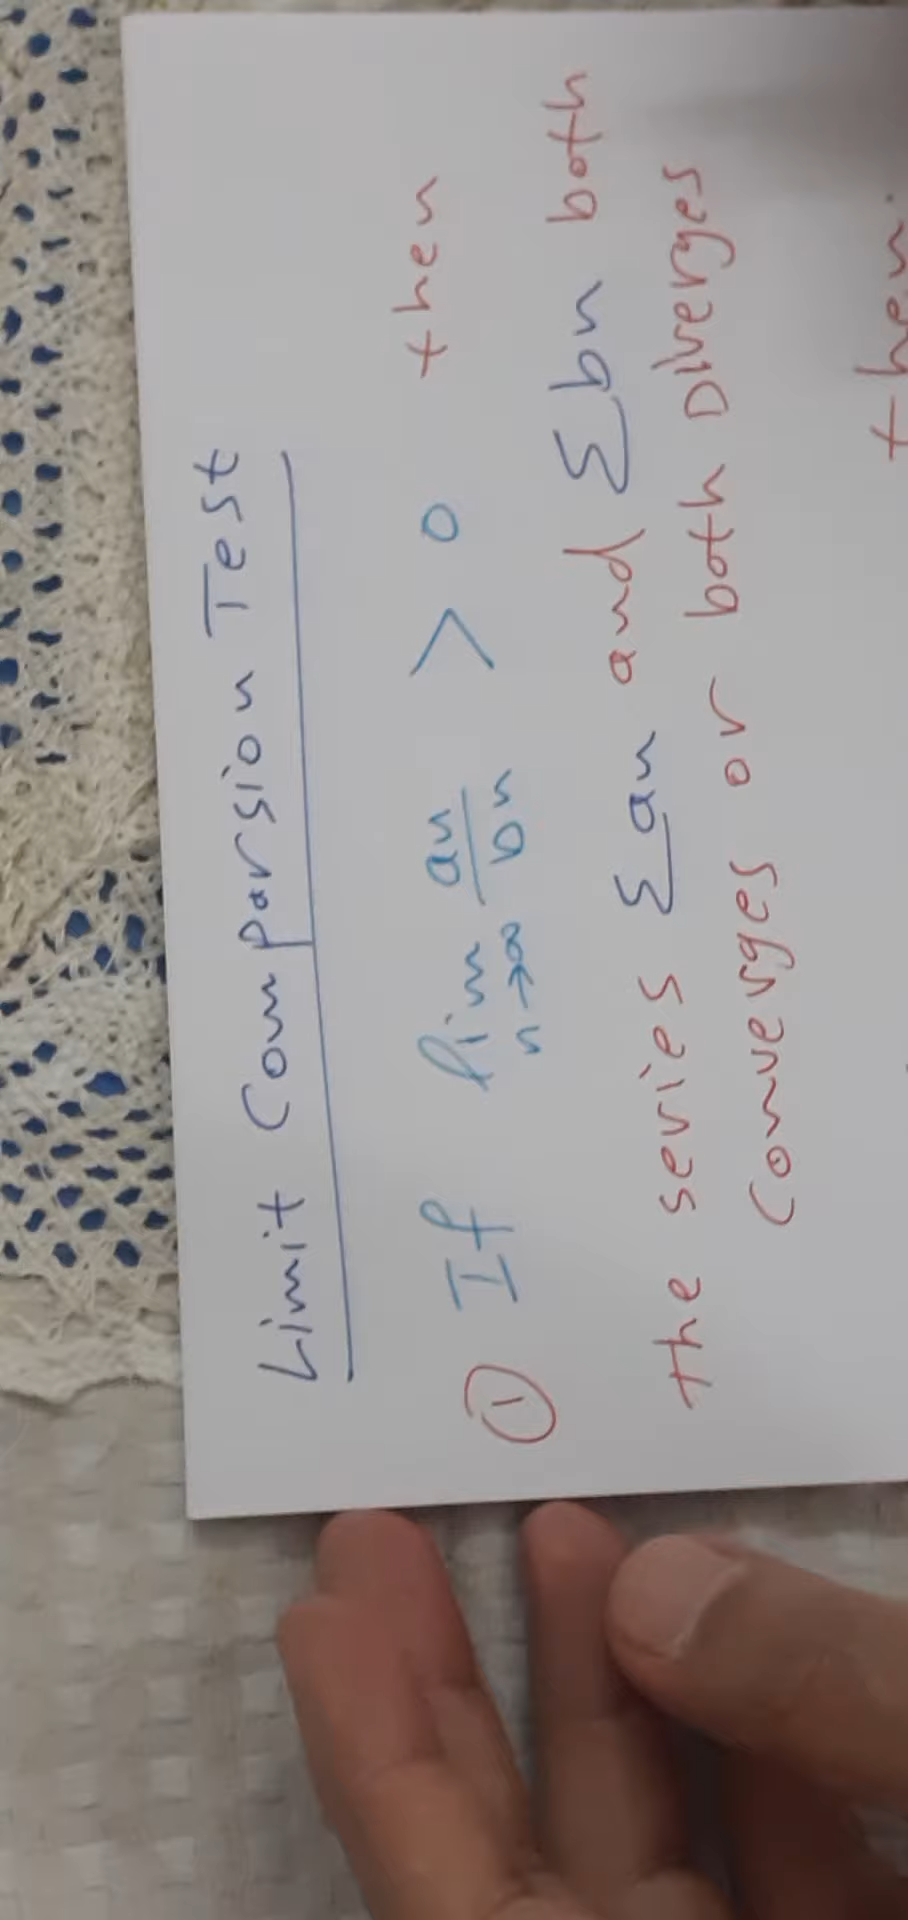 Limit Comparsion Test
① If lim n→∞ an/bn > 0 then
the series Σan and Σbn both
Converges or both Diverges
then